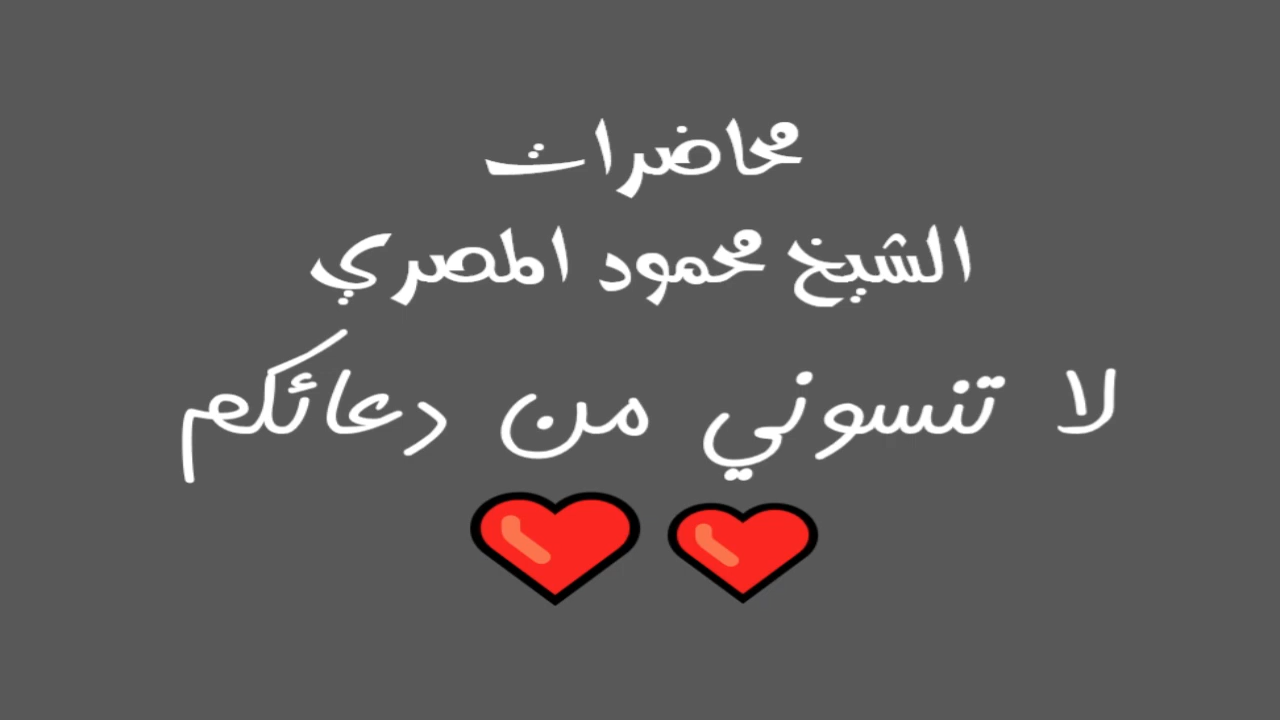 محاضرات
الشيخ محمود المصري
لا تنسوني من دعائكم